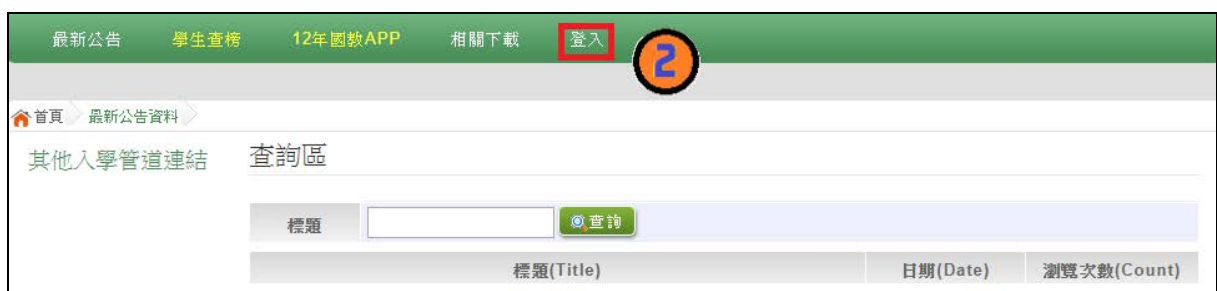 最新公告 學生查榜 12年國教APP 相關下載 登入 2
首頁 最新公告資料
其他入學管道連結 查詢區
標題 查詢
標題(Title) 日期(Date) 瀏覽次數(Count)